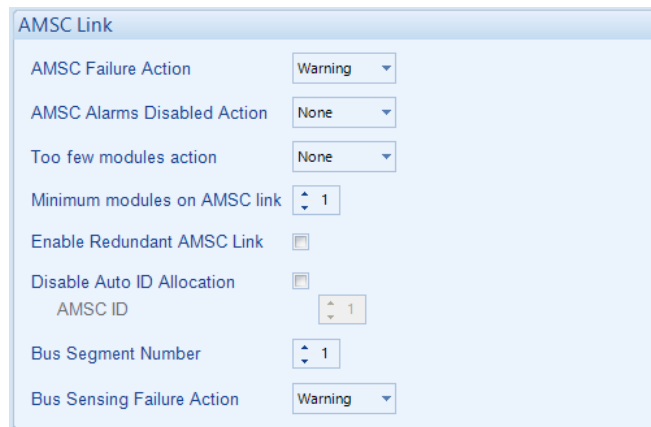 AMSC Link
AMSC Failure Action Warning
AMSC Alarms Disabled Action None
Too few modules action None
Minimum modules on AMSC link 1
Enable Redundant AMSC Link
Disable Auto ID Allocation
AMSC ID 1
Bus Segment Number 1
Bus Sensing Failure Action Warning